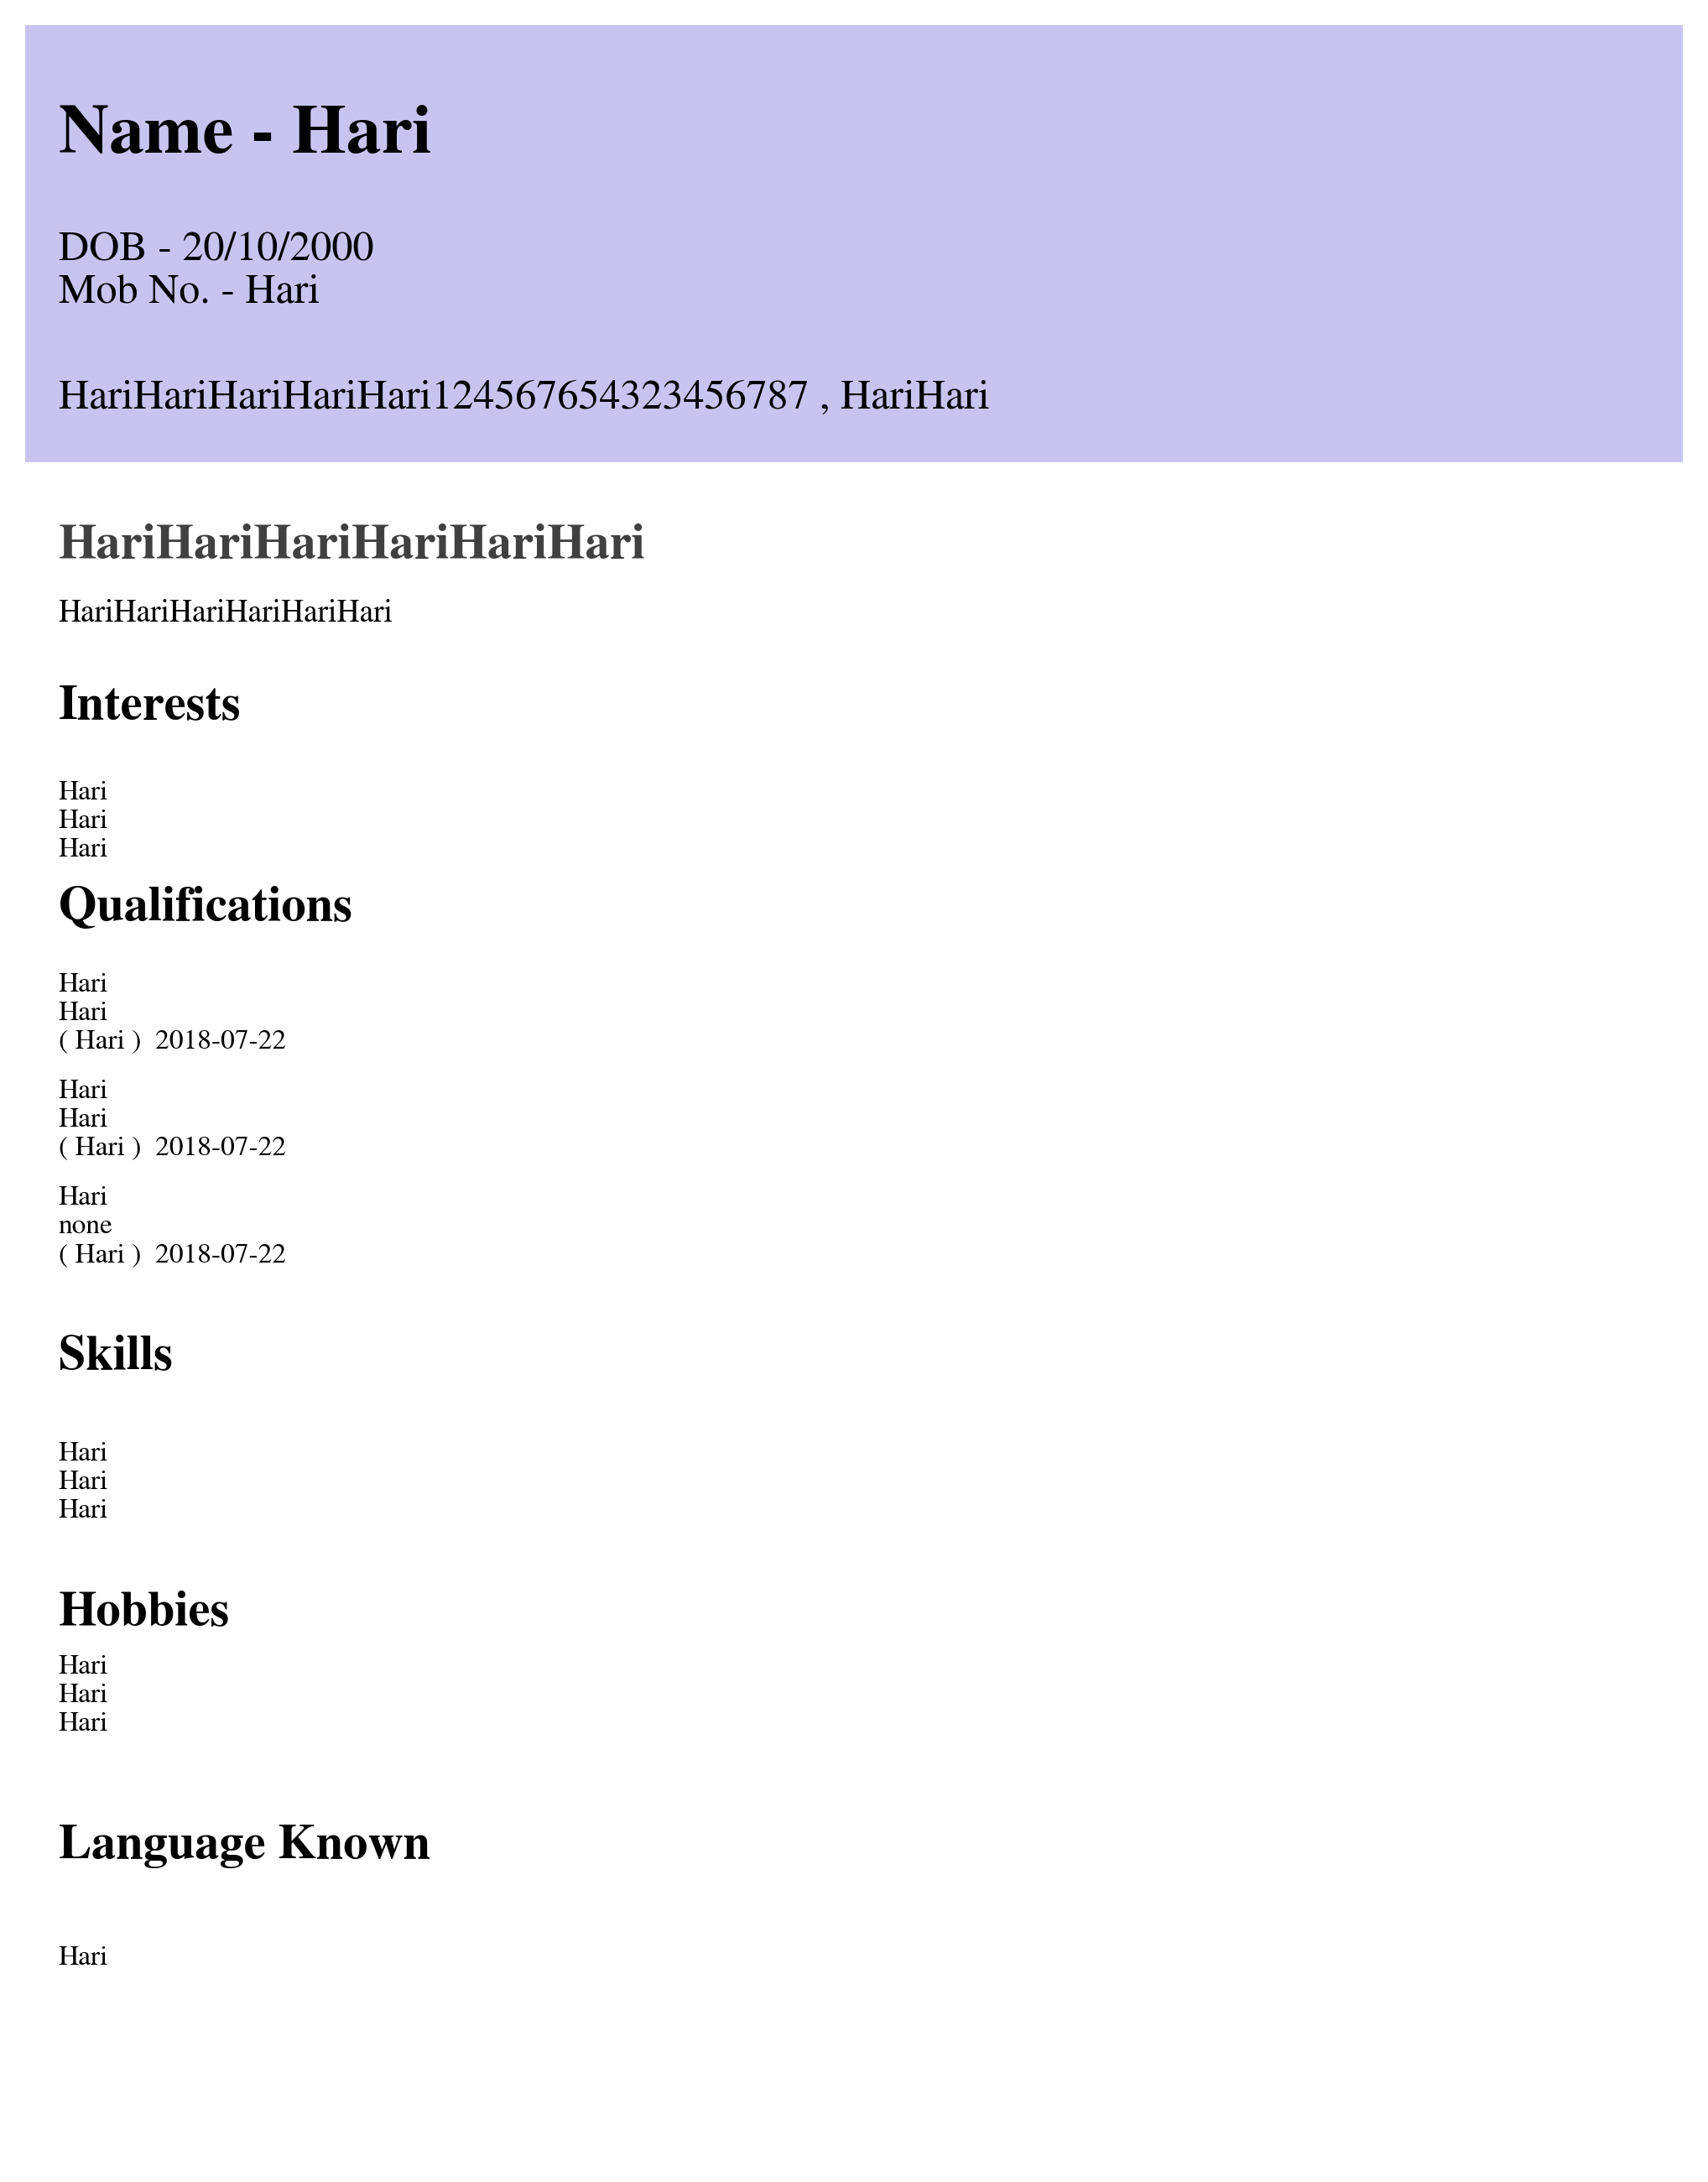 Name - Hari
DOB - 20/10/2000
Mob No. - Hari
HariHariHariHariHari124567654323456787 , HariHari
HariHariHariHariHariHari
HariHariHariHariHariHari
Interests
Hari
Hari
Hari
Qualifications
Hari
Hari
( Hari )  2018-07-22
Hari
Hari
( Hari )  2018-07-22
Hari
none
( Hari )  2018-07-22
Skills
Hari
Hari
Hari
Hobbies
Hari
Hari
Hari
Language Known
Hari